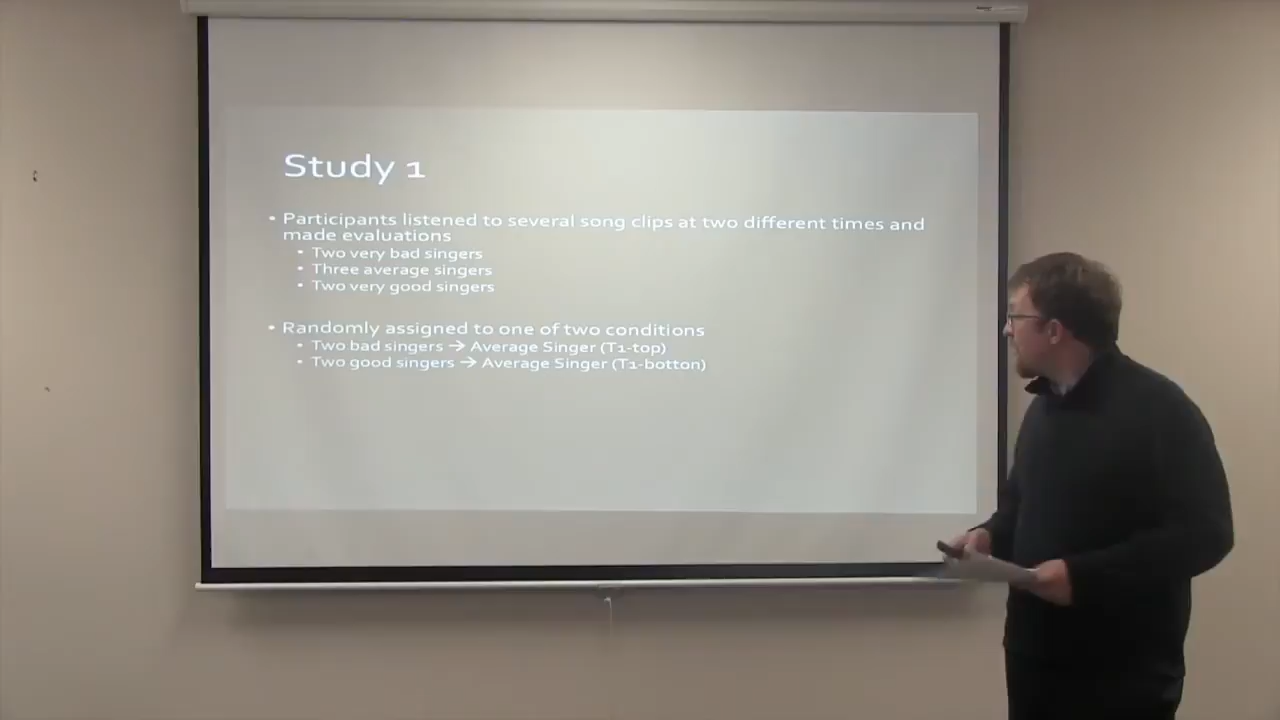 Study 1
• Participants listened to several song clips at two different times and
made evaluations
• Two very bad singers
• Three average singers
• Two very good singers
• Randomly assigned to one of two conditions
• Two bad singers → Average Singer (T1-top)
• Two good singers → Average Singer (T1-botton)